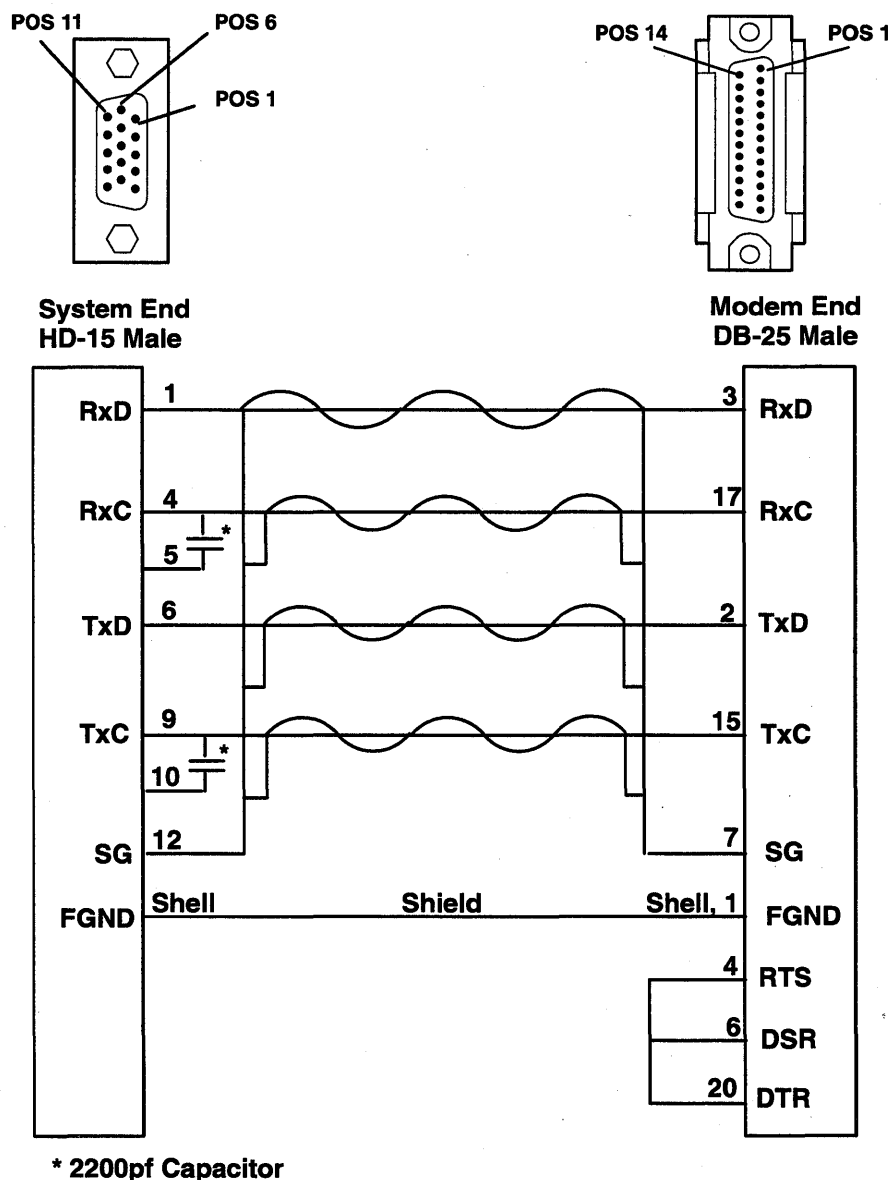 POS 11
POS 6
POS 1
POS 14
POS 1
System End
HD-15 Male
Modem End
DB-25 Male
RxD 1 3 RxD
RxC 4 17 RxC
*
5
TxD 6 2 TxD
TxC 9 15 TxC
*
10
SG 12 7 SG
FGND Shell Shield Shell, 1 FGND
4 RTS
6 DSR
20 DTR
* 2200pf Capacitor